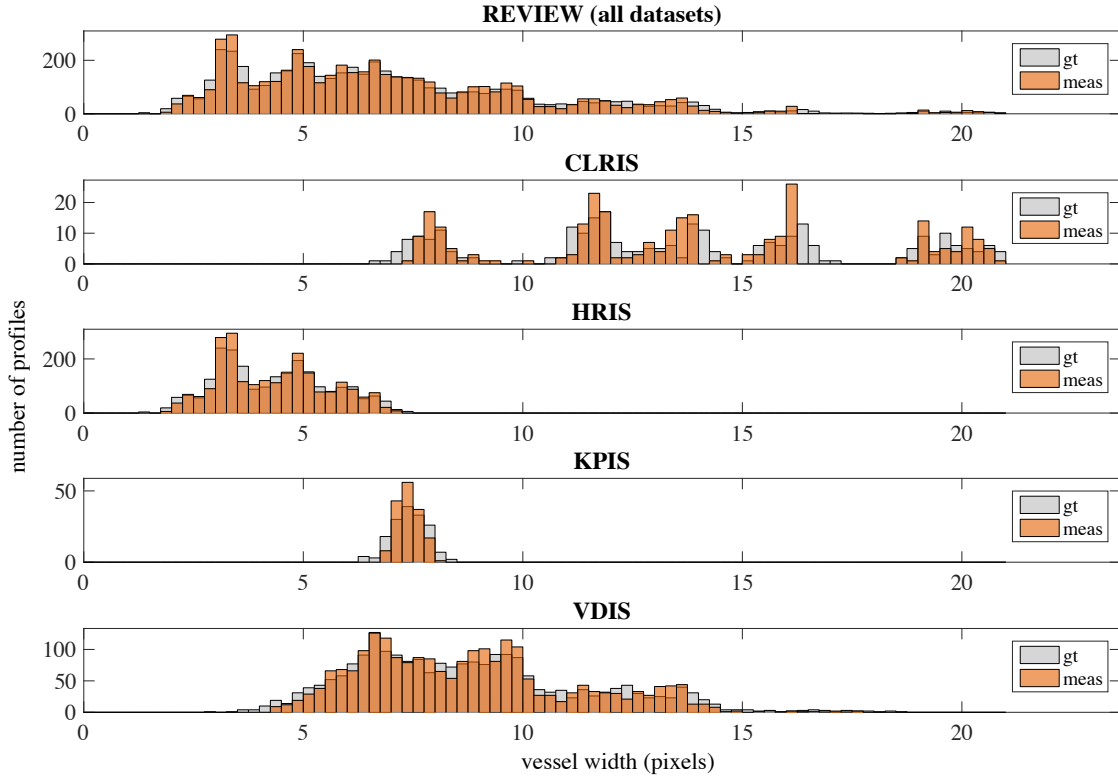 REVIEW (all datasets)
200
0
gt
meas
0 5 10 15 20
CLRIS
20
10
0
gt
meas
0 5 10 15 20
HRIS
200
0
gt
meas
0 5 10 15 20
number of profiles
KPIS
50
0
gt
meas
0 5 10 15 20
VDIS
100
50
0
gt
meas
0 5 10 15 20
vessel width (pixels)